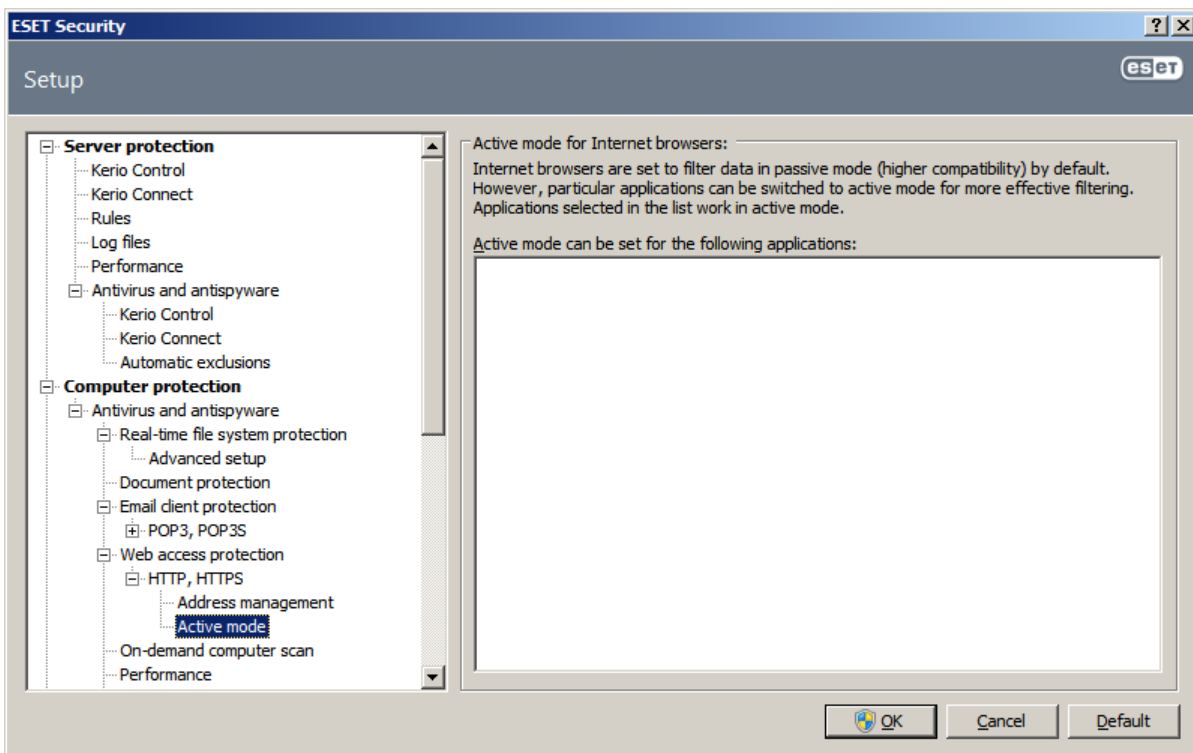 ESET Security
Setup
eset
Server protection
Kerio Control
Kerio Connect
Rules
Log files
Performance
Antivirus and antispyware
Kerio Control
Kerio Connect
Automatic exclusions
Computer protection
Antivirus and antispyware
Real-time file system protection
Advanced setup
Document protection
Email client protection
POP3, POP3S
Web access protection
HTTP, HTTPS
Address management
Active mode
On-demand computer scan
Performance
Active mode for Internet browsers:
Internet browsers are set to filter data in passive mode (higher compatibility) by default.
However, particular applications can be switched to active mode for more effective filtering.
Applications selected in the list work in active mode.
Active mode can be set for the following applications:
OK
Cancel
Default